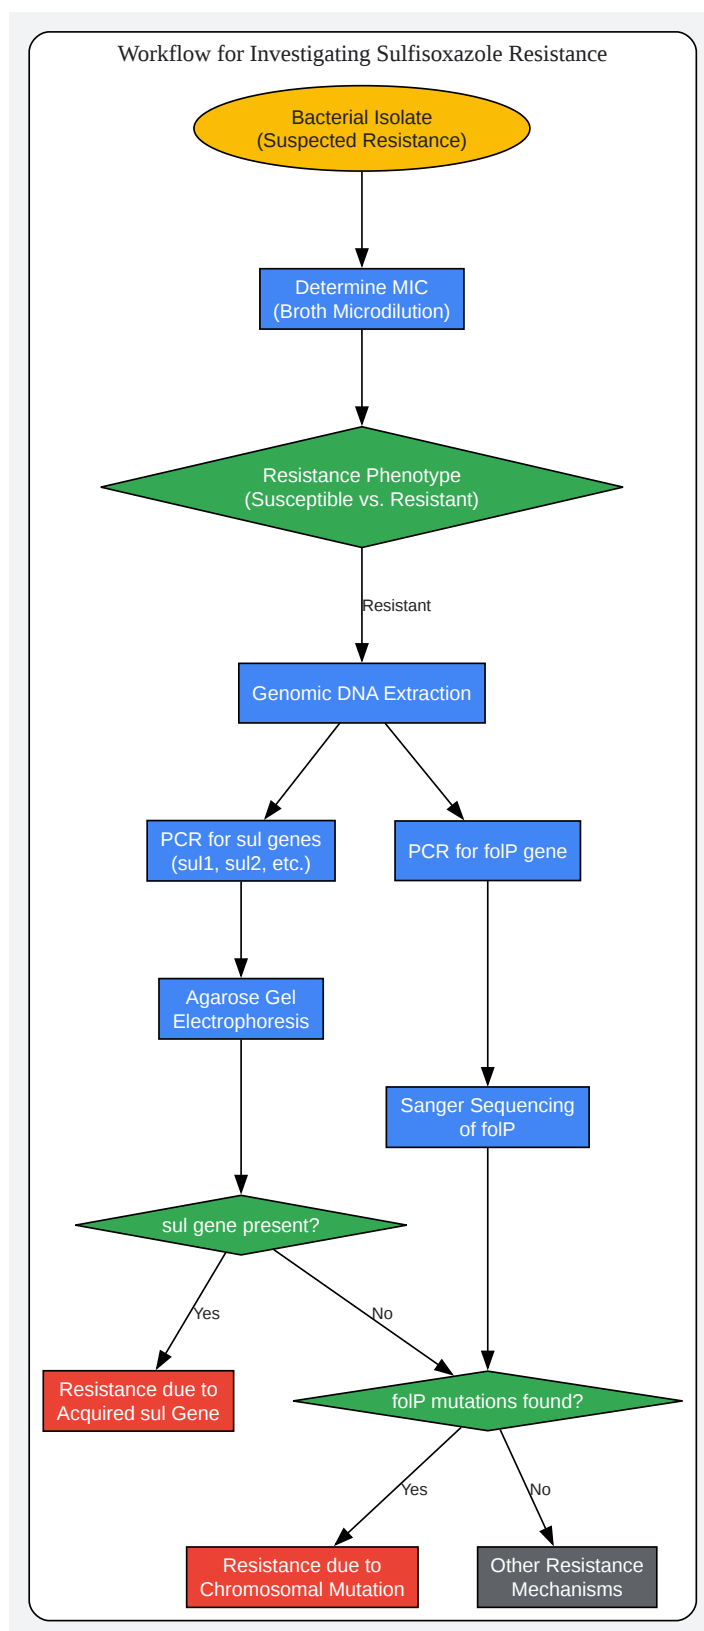 Workflow for Investigating Sulfisoxazole Resistance
Bacterial Isolate
(Suspected Resistance)
Determine MIC
(Broth Microdilution)
Resistance Phenotype
(Susceptible vs. Resistant)
Resistant
Genomic DNA Extraction
PCR for sul genes
(sul1, sul2, etc.)
PCR for folP gene
Agarose Gel
Electrophoresis
Sanger Sequencing
of folP
sul gene present?
Yes
No
Resistance due to
Acquired sul Gene
folP mutations found?
Yes
No
Resistance due to
Chromosomal Mutation
Other Resistance
Mechanisms